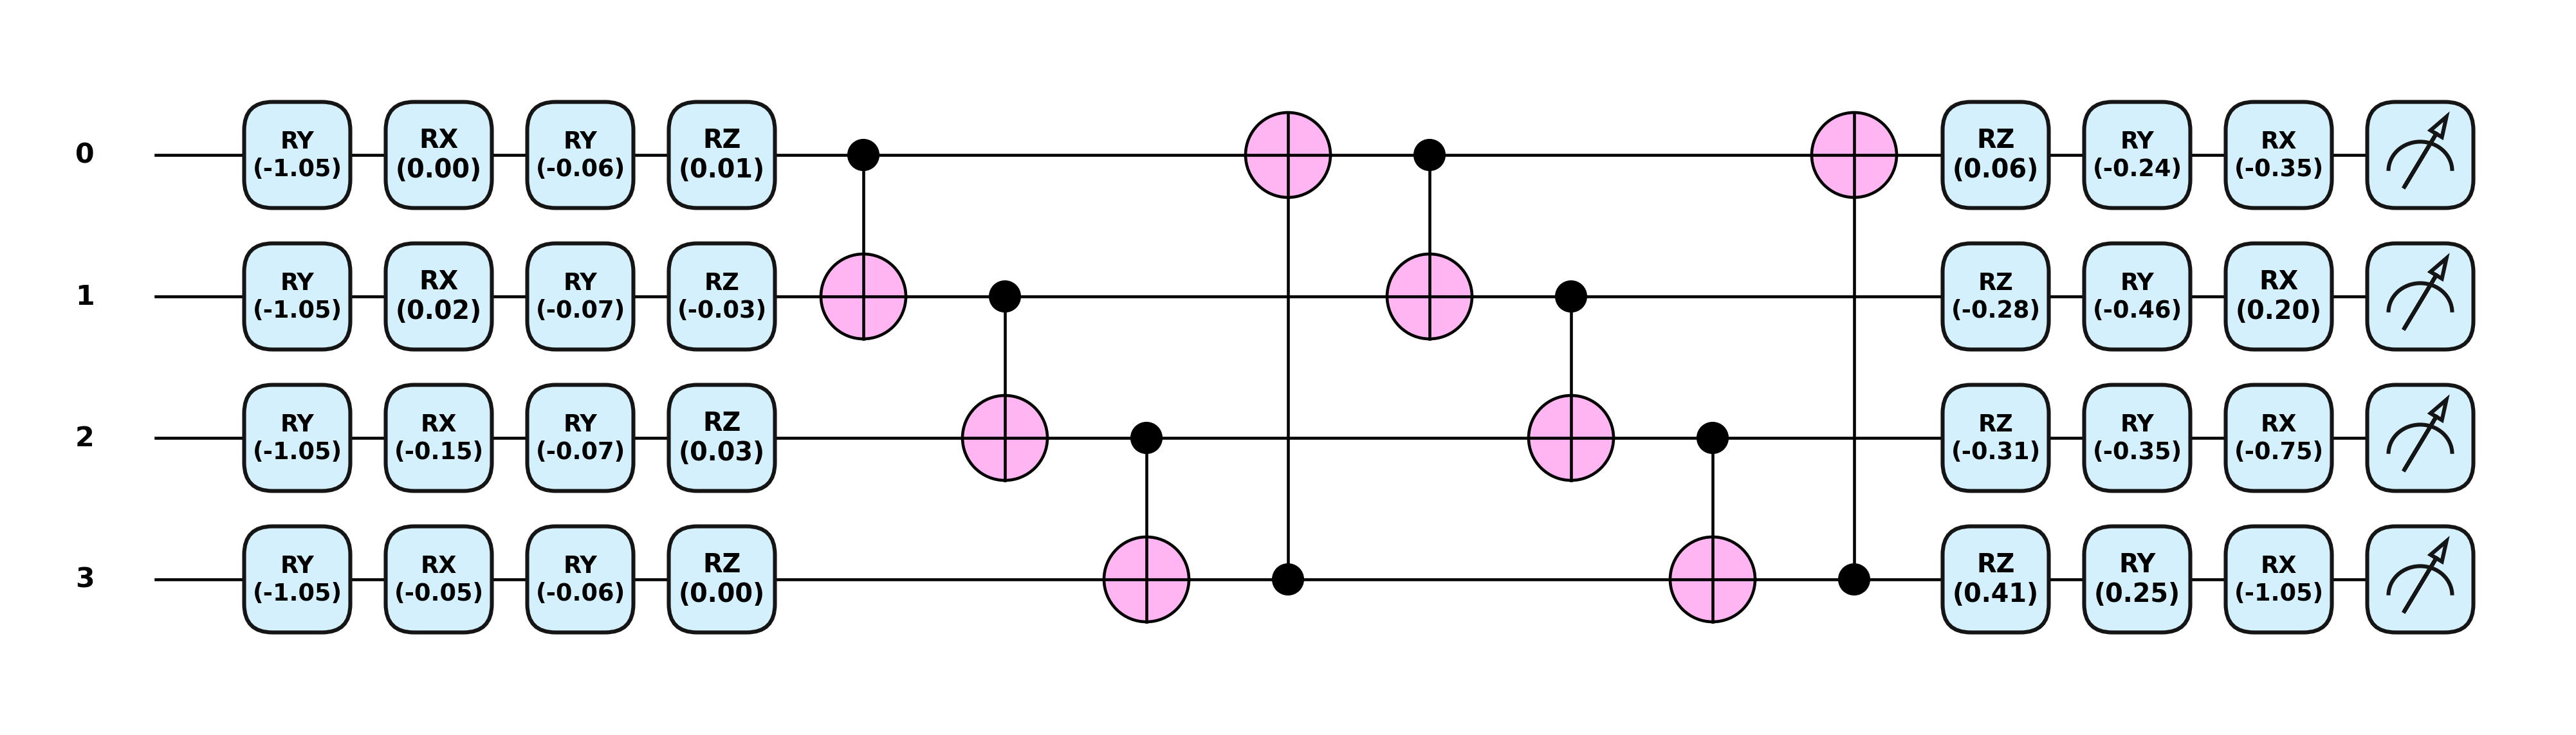 0 RY RX RY RZ RZ RY RX
(-1.05) (0.00) (-0.06) (0.01) (0.06) (-0.24) (-0.35)
1 RY RX RY RZ RZ RY RX
(-1.05) (0.02) (-0.07) (-0.03) (-0.28) (-0.46) (0.20)
2 RY RX RY RZ RZ RY RX
(-1.05) (-0.15) (-0.07) (0.03) (-0.31) (-0.35) (-0.75)
3 RY RX RY RZ RZ RY RX
(-1.05) (-0.05) (-0.06) (0.00) (0.41) (0.25) (-1.05)